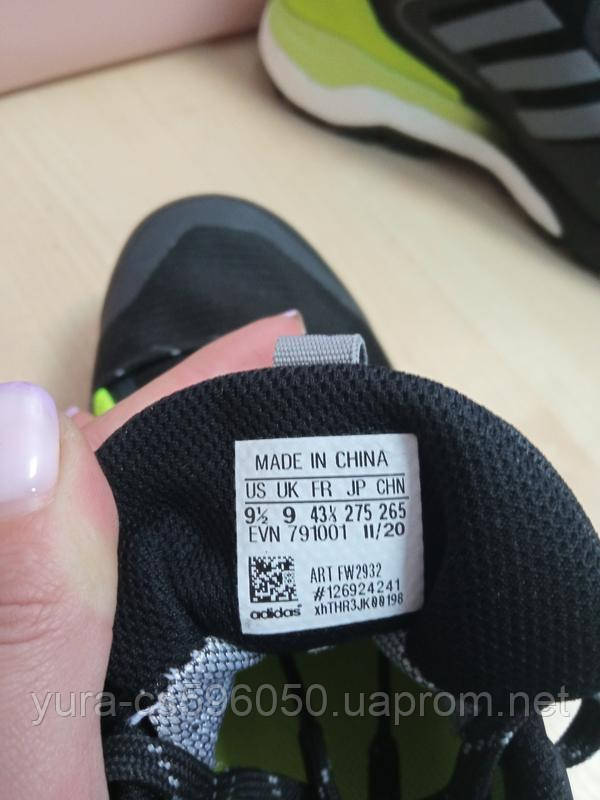 MADE IN CHINA
US UK FR JP CHN
9½ 9 43⅓ 275 265
EVN 791001 11/20
ART FW2932
#126924241
adidas xhTHR3JK00198
yura-cs596050.uaprom.net